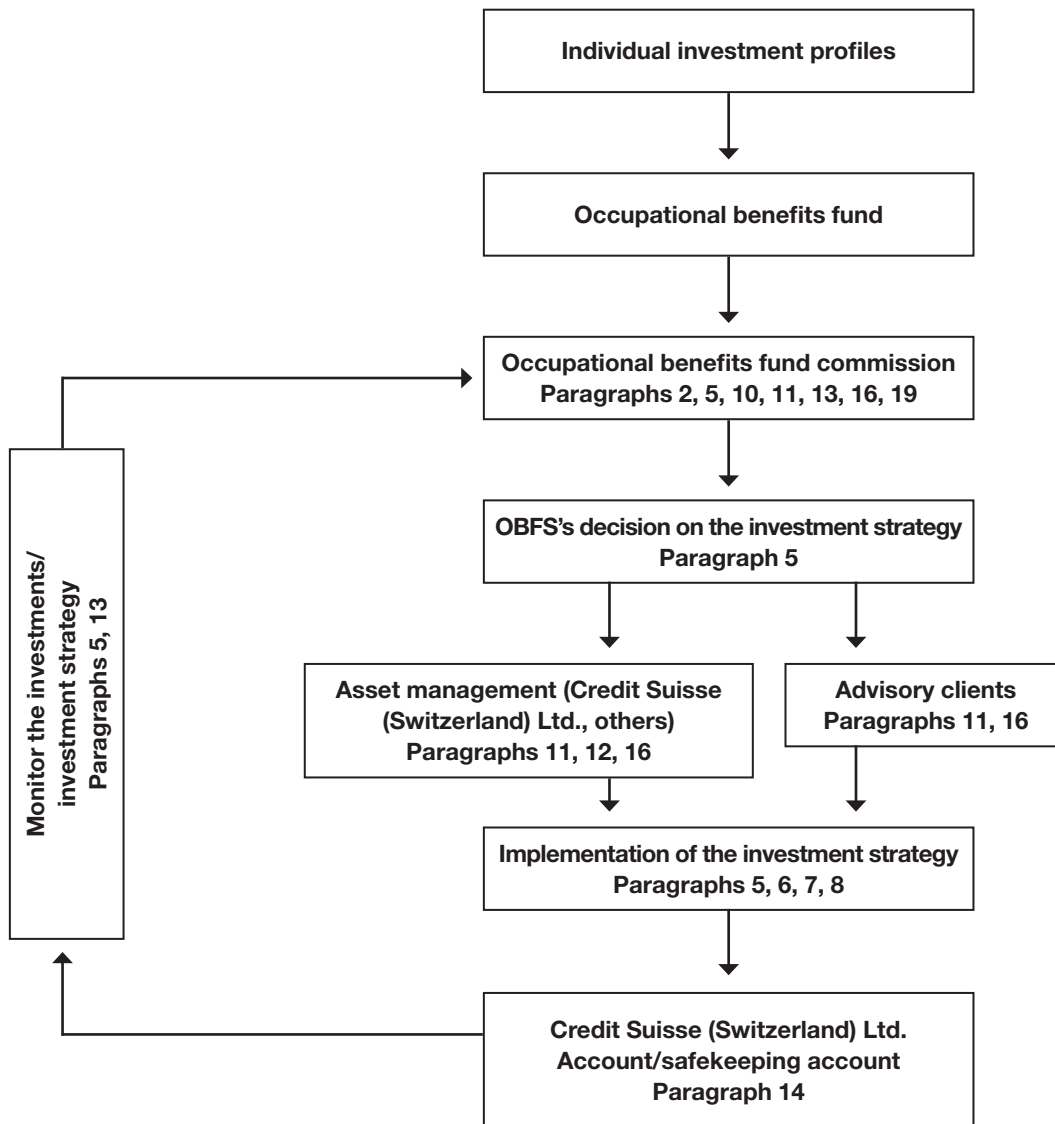 Individual investment profiles
Occupational benefits fund
Occupational benefits fund commission
Paragraphs 2, 5, 10, 11, 13, 16, 19
OBFS's decision on the investment strategy
Paragraph 5
Asset management (Credit Suisse
(Switzerland) Ltd., others)
Paragraphs 11, 12, 16
Advisory clients
Paragraphs 11, 16
Implementation of the investment strategy
Paragraphs 5, 6, 7, 8
Credit Suisse (Switzerland) Ltd.
Account/safekeeping account
Paragraph 14
Monitor the investments/
investment strategy
Paragraphs 5, 13